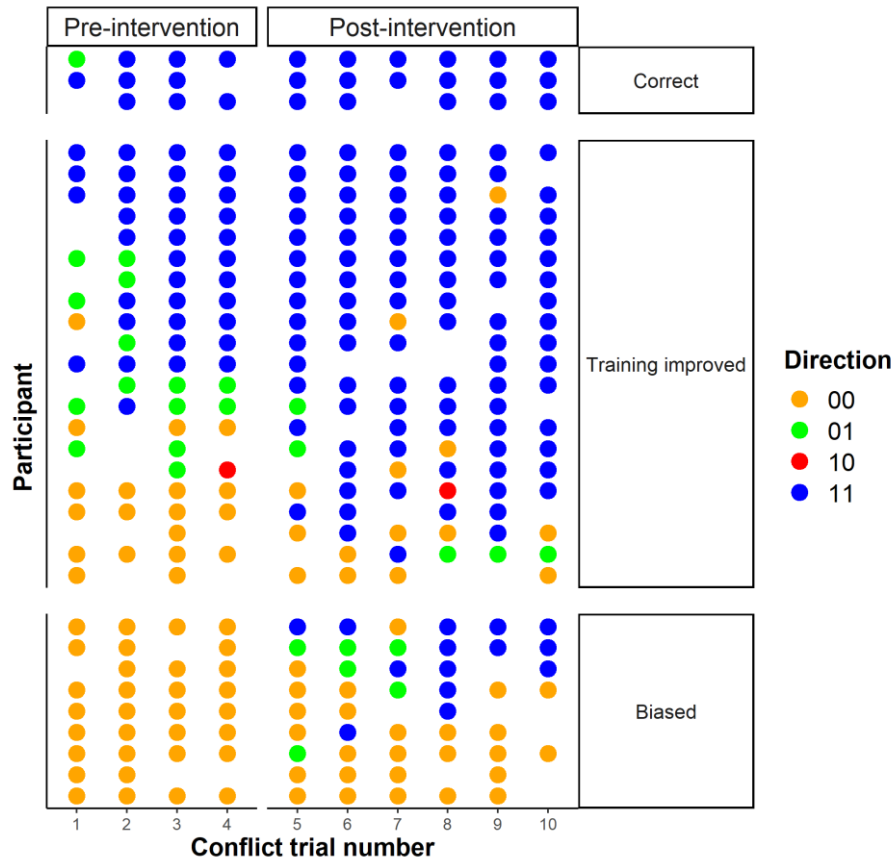 Pre-intervention
Post-intervention
Correct
Training improved
Biased
Participant
Direction
00
01
10
11
1 2 3 4 5 6 7 8 9 10
Conflict trial number